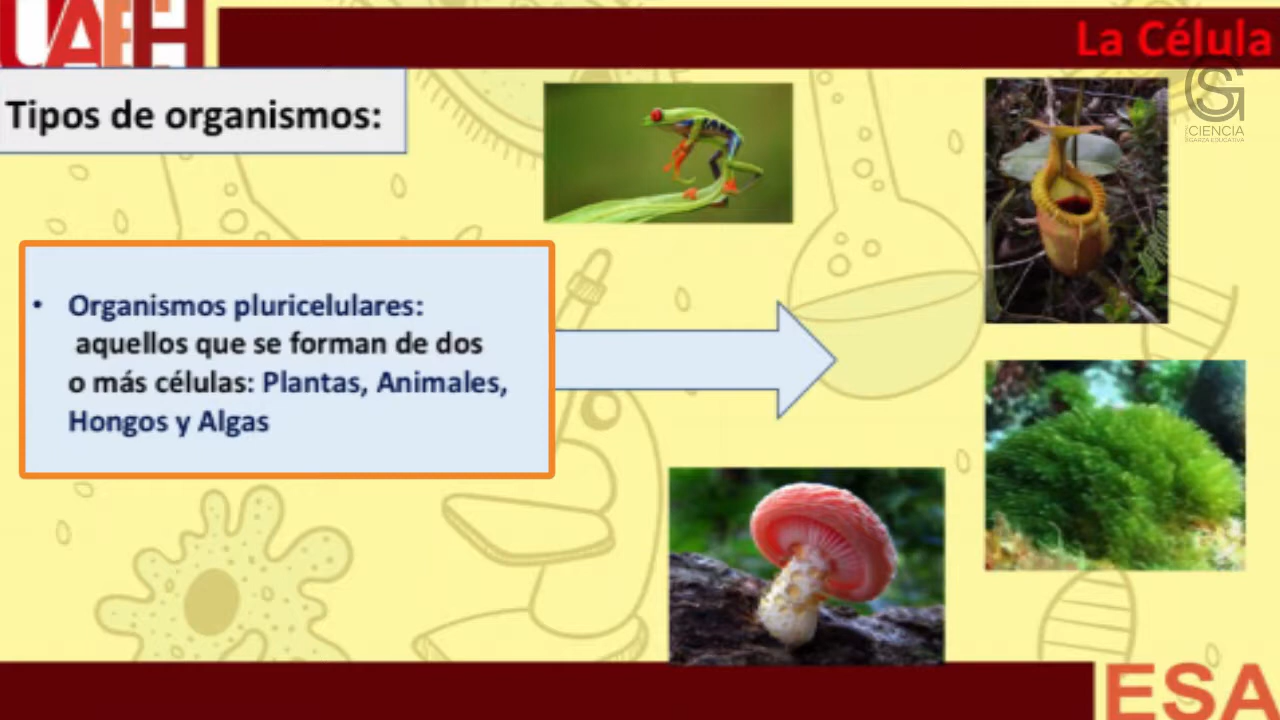 UAEH
La Célula
CIENCIA
Tipos de organismos:
• Organismos pluricelulares:
aquellos que se forman de dos
o más células: Plantas, Animales,
Hongos y Algas
ESA